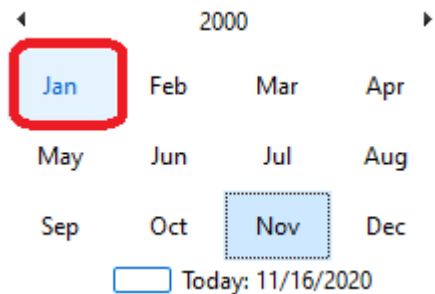 2000
Jan Feb Mar Apr
May Jun Jul Aug
Sep Oct Nov Dec
Today: 11/16/2020